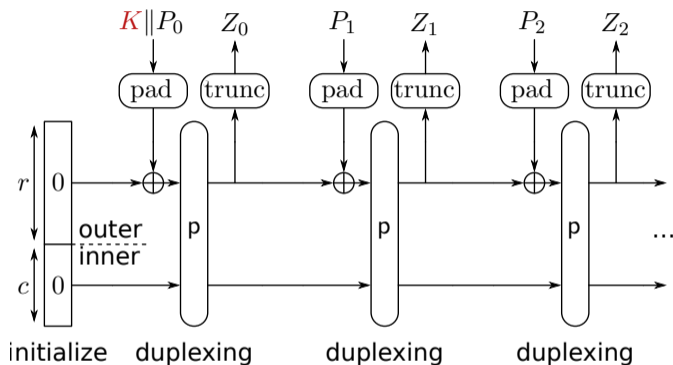 K∥P₀ Z₀ P₁ Z₁ P₂ Z₂
pad trunc pad trunc pad trunc
r 0
outer p p p ...
inner
c 0
initialize duplexing duplexing duplexing